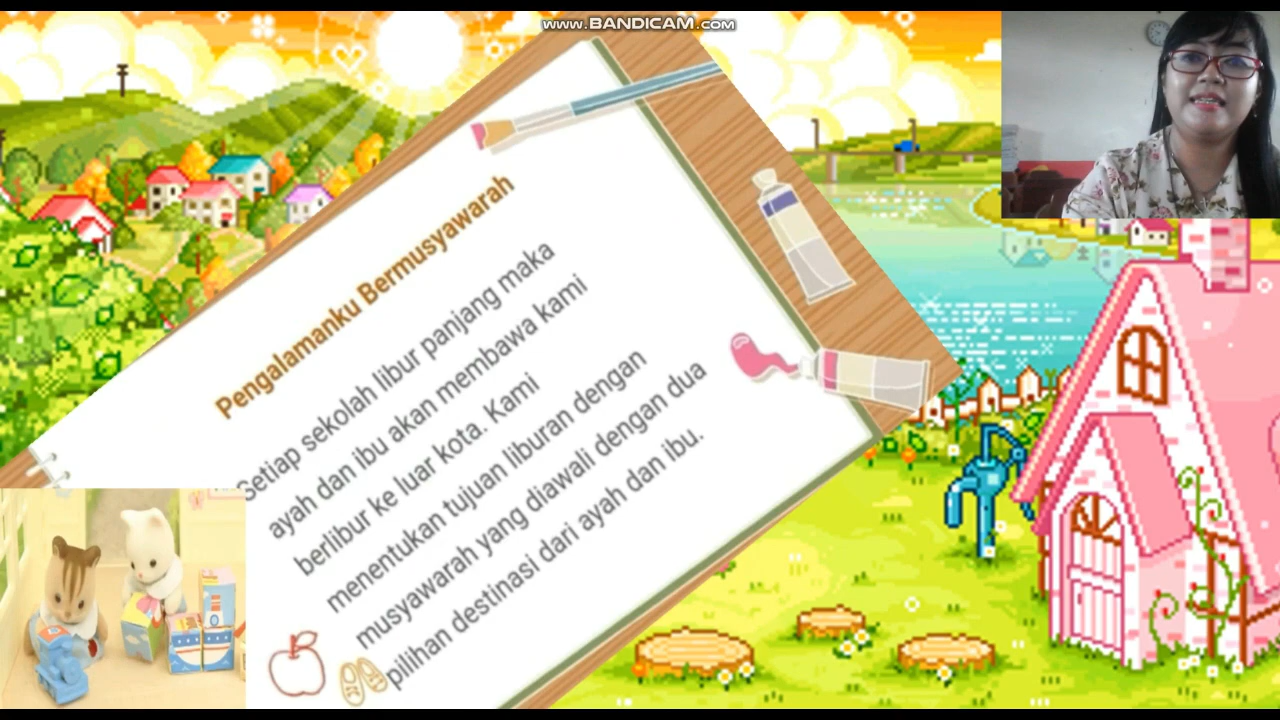 www.BANDICAM.com
Pengalamanku Bermusyawarah
Setiap sekolah libur panjang maka
ayah dan ibu akan membawa kami
berlibur ke luar kota. Kami
menentukan tujuan liburan dengan
musyawarah yang diawali dengan dua
pilihan destinasi dari ayah dan ibu.